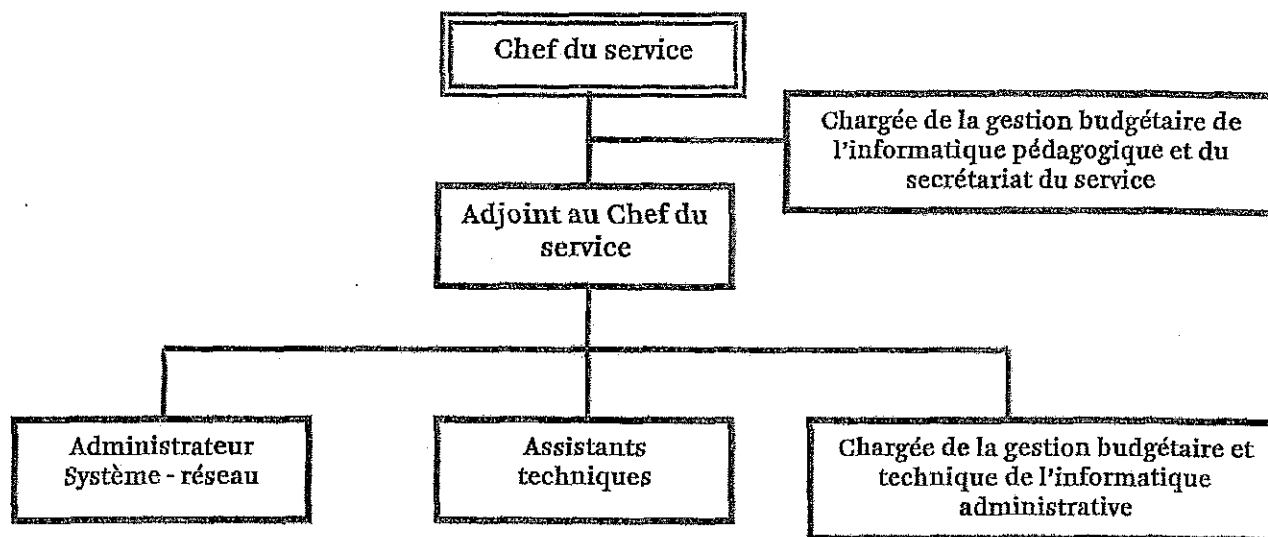 Chef du service
Chargée de la gestion budgétaire de
l'informatique pédagogique et du
secrétariat du service
Adjoint au Chef du
service
Administrateur
Système - réseau
Assistants
techniques
Chargée de la gestion budgétaire et
technique de l'informatique
administrative